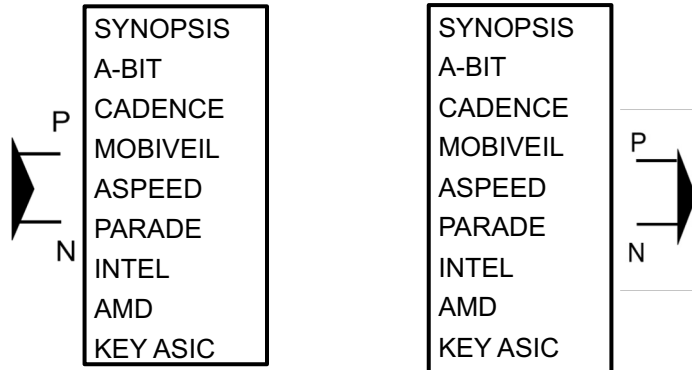 SYNOPSIS
A-BIT
CADENCE
MOBIVEIL
ASPEED
PARADE
INTEL
AMD
KEY ASIC
P
N
SYNOPSIS
A-BIT
CADENCE
MOBIVEIL
ASPEED
PARADE
INTEL
AMD
KEY ASIC
P
N